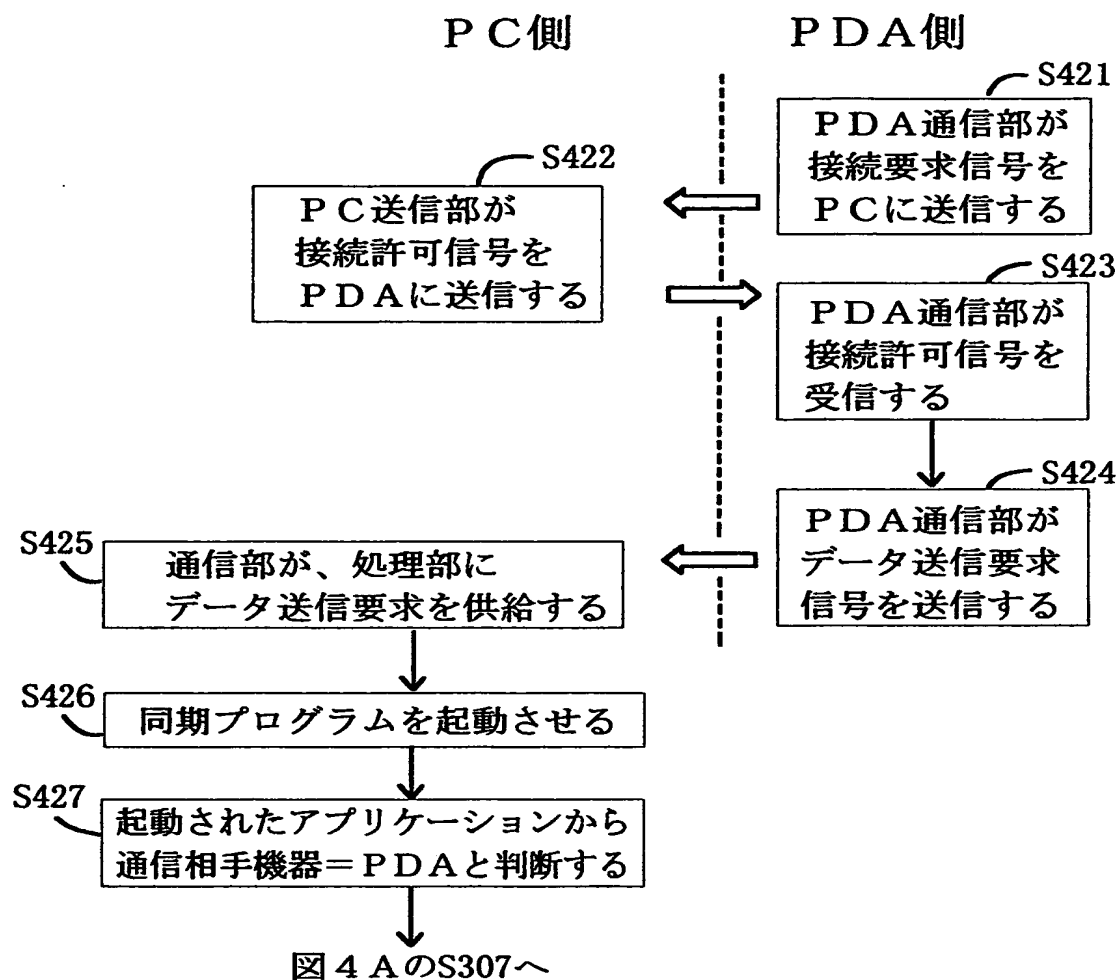 ＰＣ側
ＰＤＡ側
S421
ＰＤＡ通信部が
接続要求信号を
ＰＣに送信する
S422
ＰＣ送信部が
接続許可信号を
ＰＤＡに送信する
S423
ＰＤＡ通信部が
接続許可信号を
受信する
S424
ＰＤＡ通信部が
データ送信要求
信号を送信する
S425
通信部が、処理部に
データ送信要求を供給する
S426
同期プログラムを起動させる
S427
起動されたアプリケーションから
通信相手機器＝ＰＤＡと判断する
図４ＡのS307へ